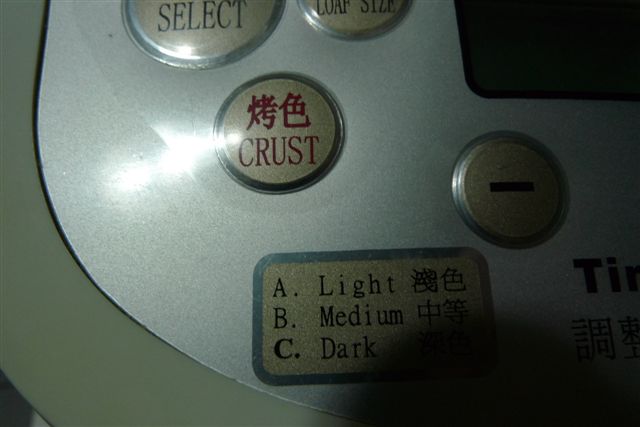 SELECT
LOAF SIZE
烤色
CRUST
A. Light 淺色
B. Medium 中等
C. Dark 深色
調整